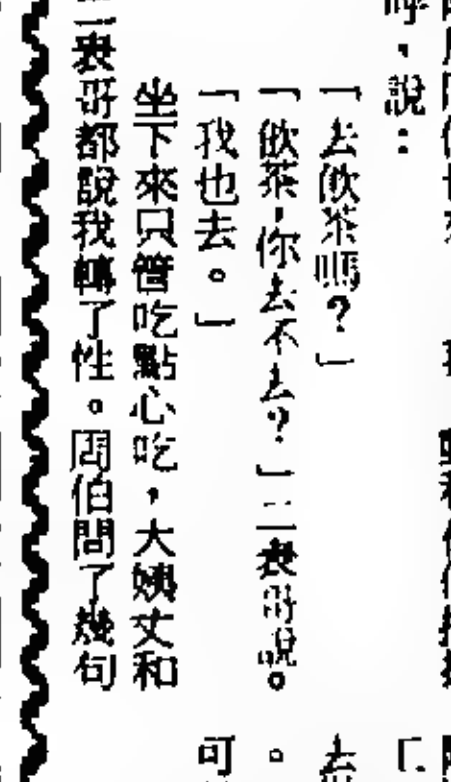 呼，說：
「去飲茶嗎？」
「飲茶，你去不去？」二表哥說。
「我也去。」
坐下來只管吃點心吃，大姨丈和
二表哥都說我轉了性。周伯問了幾句
「
去
。
可